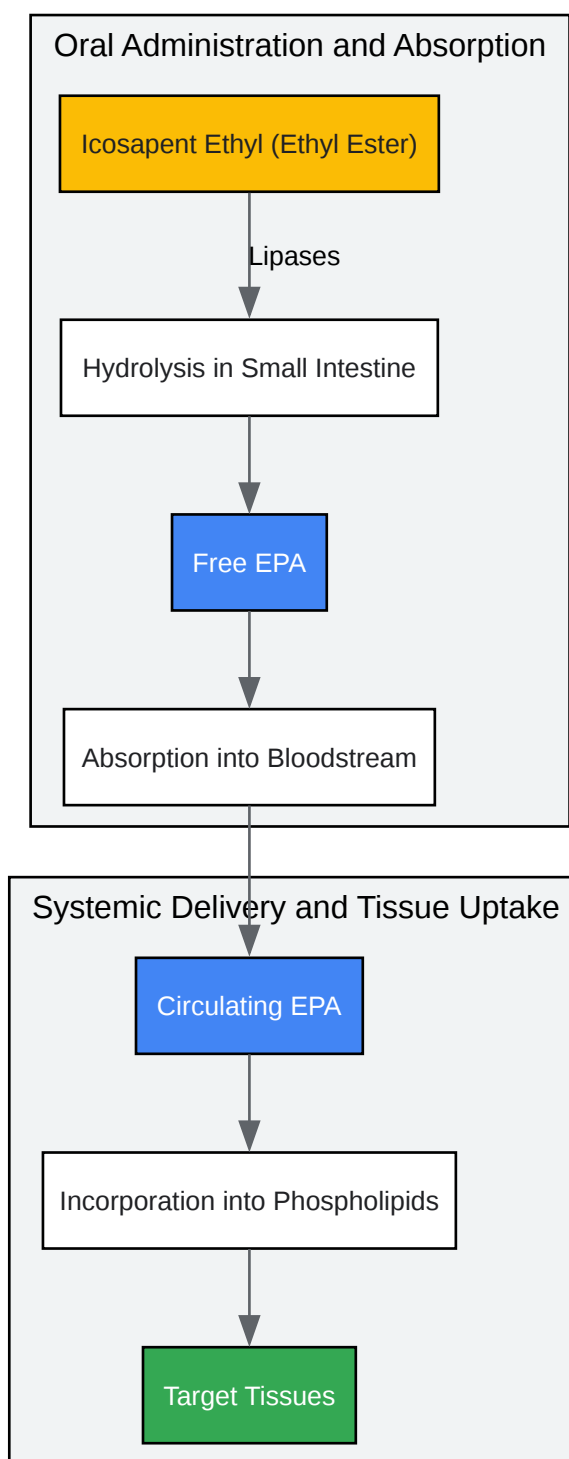 Oral Administration and Absorption
Icosapent Ethyl (Ethyl Ester)
Lipases
Hydrolysis in Small Intestine
Free EPA
Absorption into Bloodstream
Systemic Delivery and Tissue Uptake
Circulating EPA
Incorporation into Phospholipids
Target Tissues